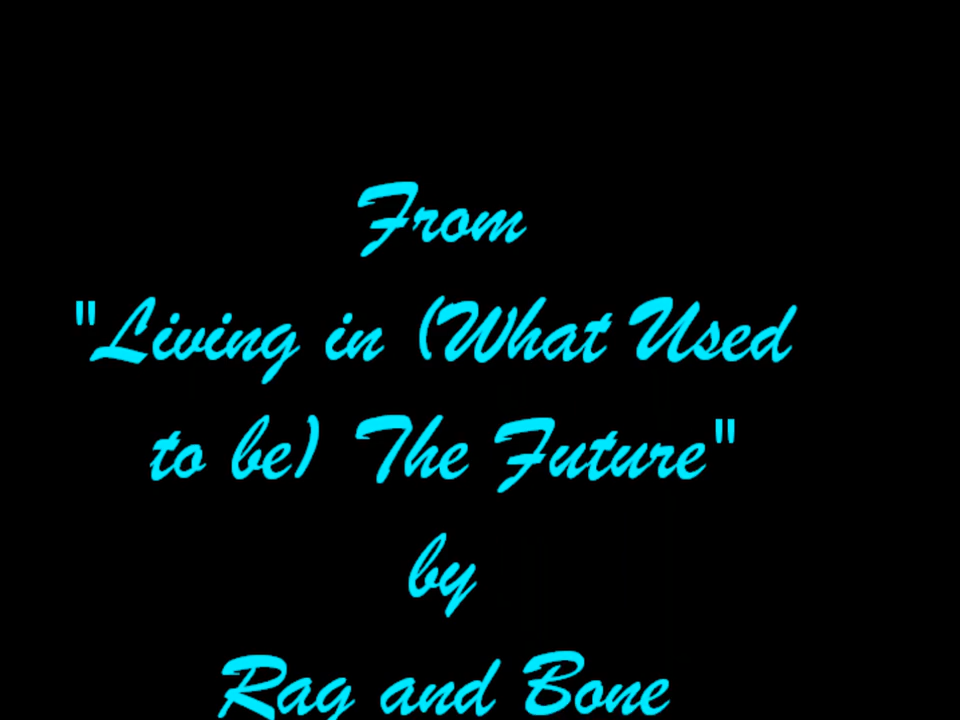 From
"Living in (What Used
to be) The Future"
by
Rag and Bone